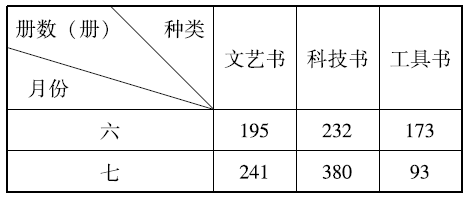 册数（册） 种类
月份
文艺书 科技书 工具书
六 195 232 173
七 241 380 93